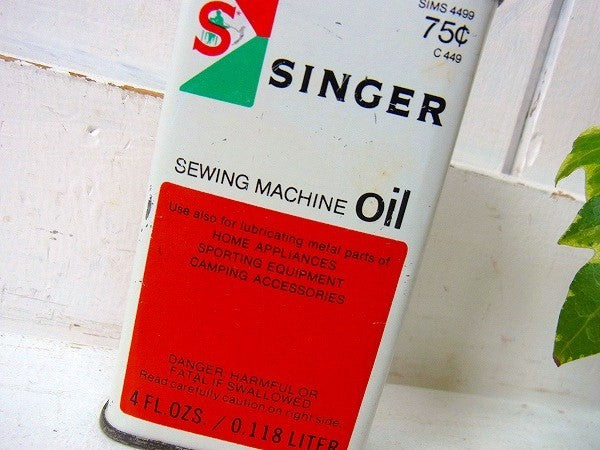 SIMS 4499
75¢
C 449
S
SINGER
SEWING MACHINE oil
Use also for lubricating metal parts of
HOME APPLIANCES
SPORTING EQUIPMENT
CAMPING ACCESSORIES
DANGER: HARMFUL OR
FATAL IF SWALLOWED
Read carefully caution on right side.
4 FL.OZS. / 0.118 LITER